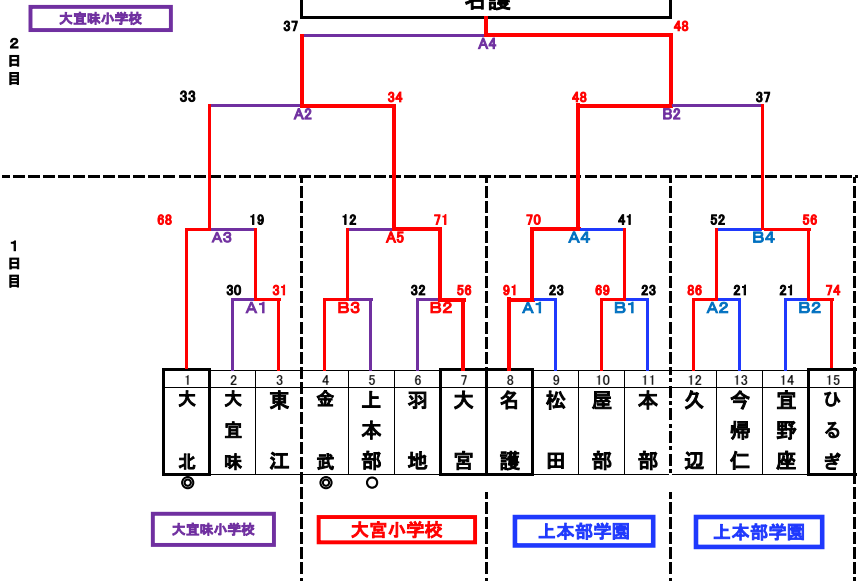 名護
大宜味小学校
37
48
A4
2日目
33
34
48
37
A2
B2
68
19
12
71
70
41
52
56
A3
A5
A4
B4
1日目
30
31
32
56
91
23
69
23
86
21
21
74
A1
B3
B2
A1
B1
A2
B2
1 2 3 4 5 6 7 8 9 10 11 12 13 14 15
大北
大宜味
東江
金武
上本部
羽地
大宮
名護
松田
屋部
本部
久辺
今帰仁
宜野座
ひるぎ
◎ ◎ ○
大宜味小学校
大宮小学校
上本部学園
上本部学園